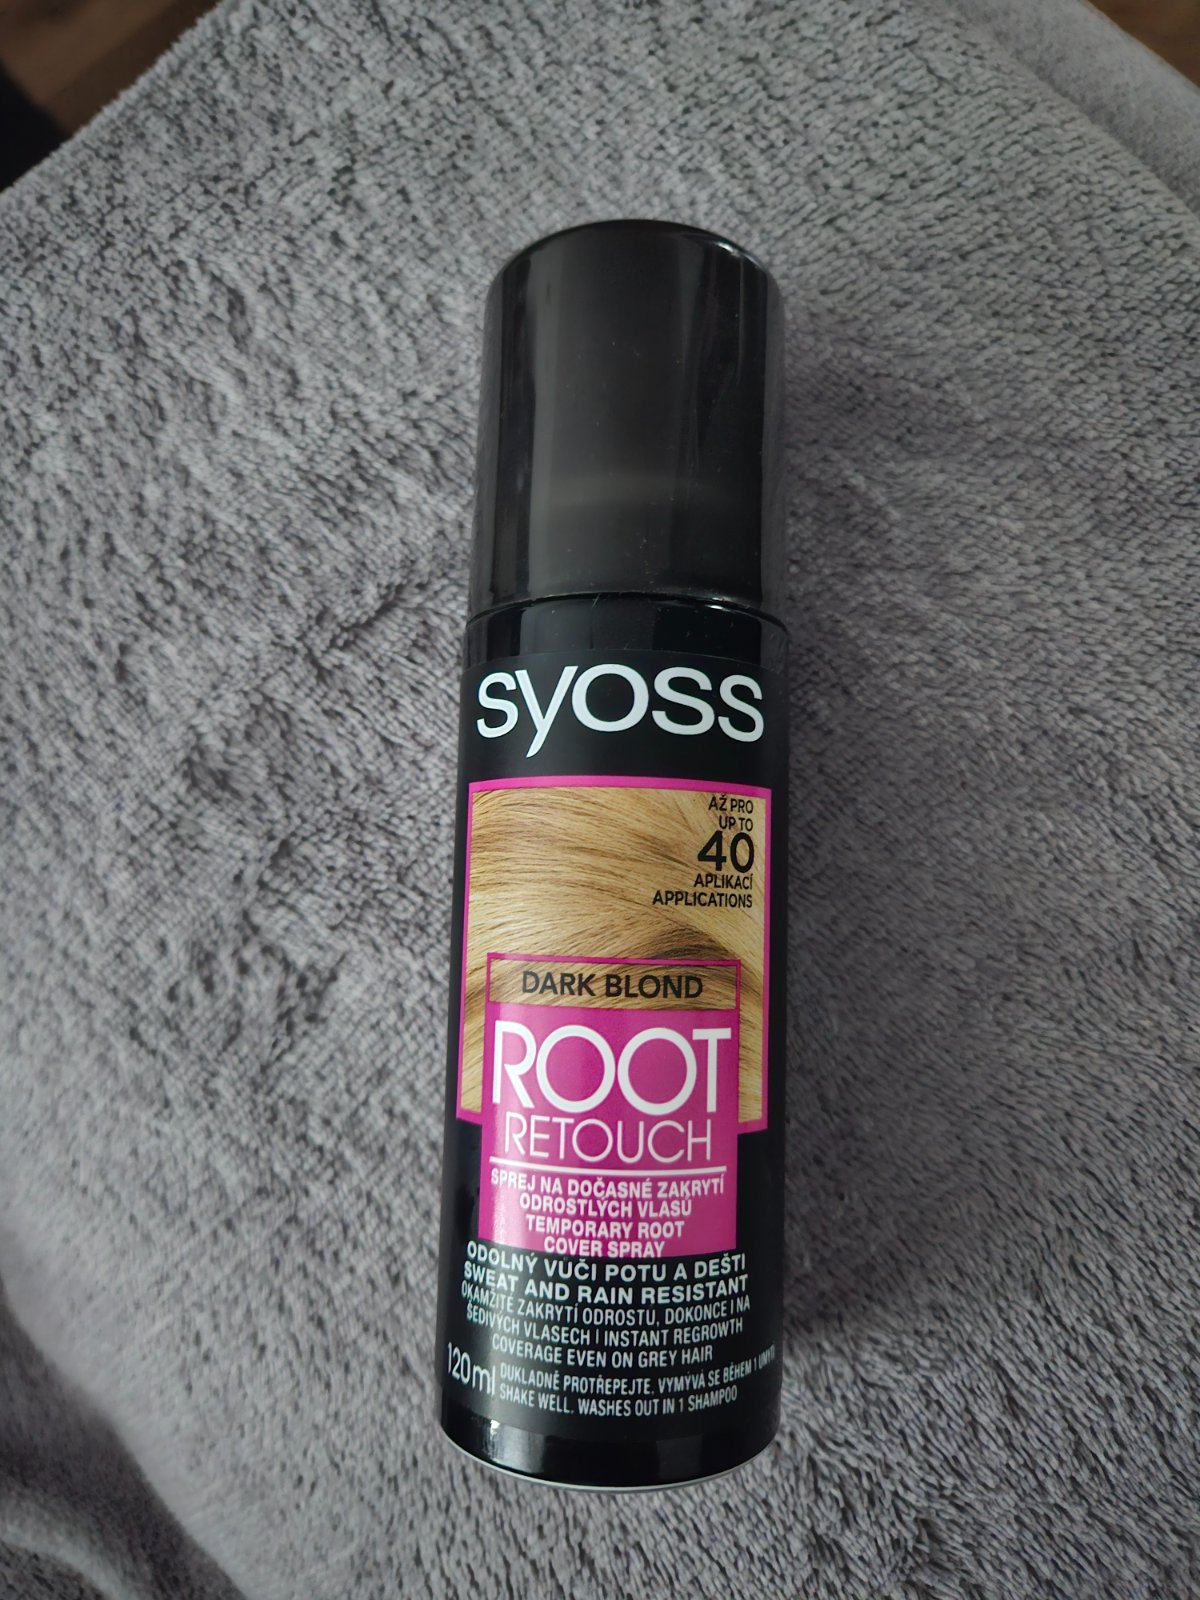 syoss
AŽ PRO
UP TO
40
APLIKACÍ
APPLICATIONS
DARK BLOND
ROOT
RETOUCH
SPREJ NA DOČASNÉ ZAKRYTÍ
ODROSTLÝCH VLASŮ
TEMPORARY ROOT
COVER SPRAY
ODOLNÝ VŮČI POTU A DEŠTI
SWEAT AND RAIN RESISTANT
OKAMŽITÉ ZAKRYTÍ ODROSTU, DOKONCE I NA
ŠEDIVÝCH VLASECH | INSTANT REGROWTH
COVERAGE EVEN ON GREY HAIR
120ml
DŮKLADNĚ PROTŘEPEJTE. VYMÝVÁ SE BĚHEM 1 UMYTÍ
SHAKE WELL. WASHES OUT IN 1 SHAMPOO